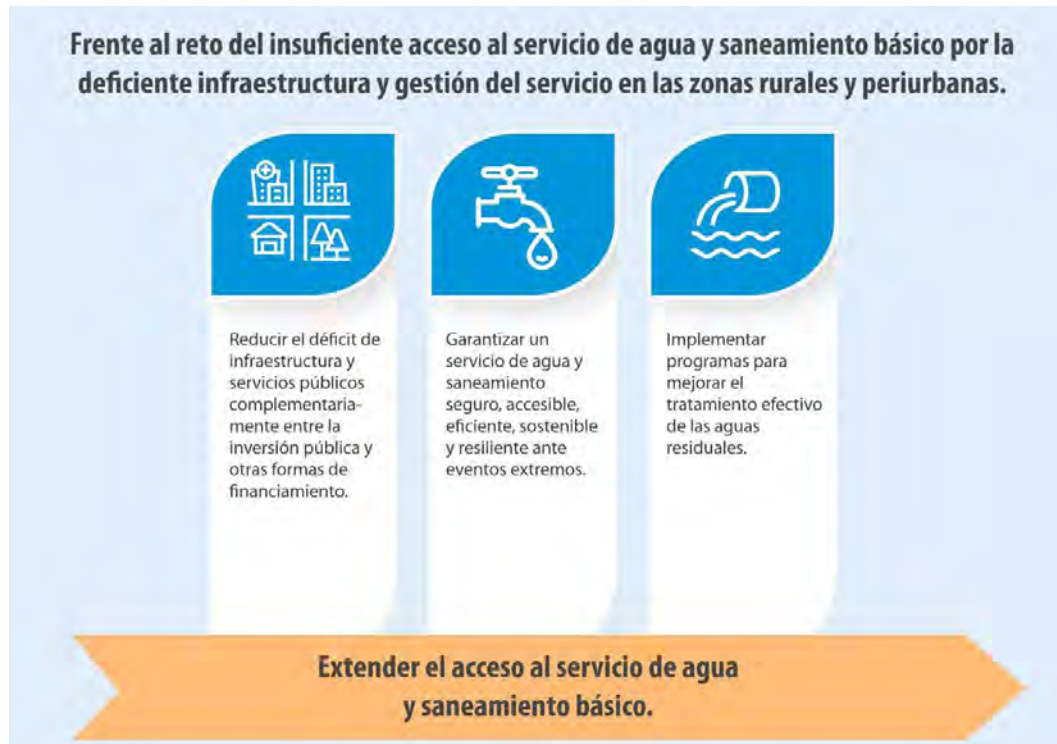 Frente al reto del insuficiente acceso al servicio de agua y saneamiento básico por la
deficiente infraestructura y gestión del servicio en las zonas rurales y periurbanas.
Reducir el déficit de
infraestructura y
servicios públicos
complementaria-
mente entre la
inversión pública y
otras formas de
financiamiento.
Garantizar un
servicio de agua y
saneamiento
seguro, accesible,
eficiente, sostenible
y resiliente ante
eventos extremos.
Implementar
programas para
mejorar el
tratamiento efectivo
de las aguas
residuales.
Extender el acceso al servicio de agua
y saneamiento básico.